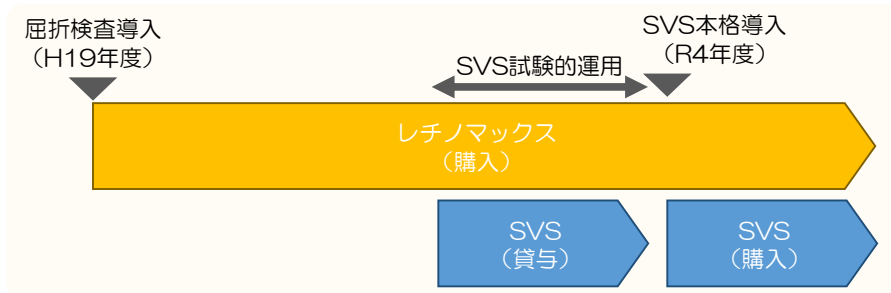 屈折検査導入
（H19年度）
SVS試験的運用
SVS本格導入
（R4年度）
レチノマックス
（購入）
SVS
（貸与）
SVS
（購入）